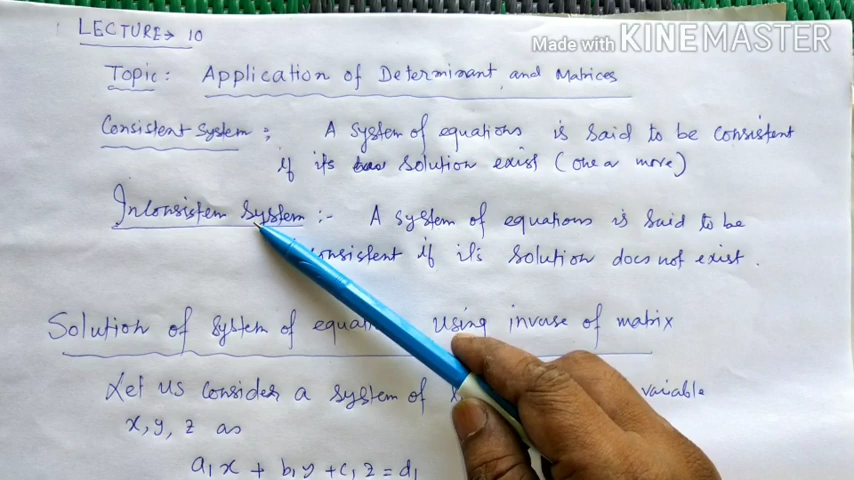 LECTURE → 10
Made with KINEMASTER
Topic: Application of Determinant and Matrices
Consistent System: A system of equations is said to be consistent
if its solution exist (one or more)
Inconsistem System :- A system of equations is said to be
consistent if it's solution does not exist.
Solution of system of equati using invese of matrix
Let us consider a system of variable
x, y, z as
a₁x + b₁y + c₁z = d₁